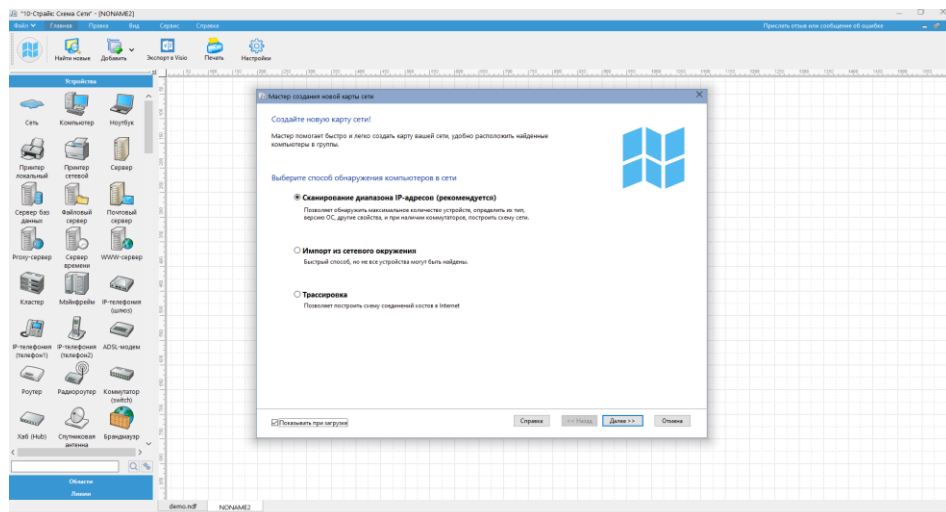 "10-Страйк: Схема Сети" - [NONAME2]
Файл Главная Правка Вид Сервис Справка
Прислать отзыв или сообщение об ошибке
Найти новые Добавить Экспорт в Visio Печать Настройки
Устройства
Сеть Компьютер Ноутбук
Принтер локальный Принтер сетевой Сервер
Сервер баз данных Файловый сервер Почтовый сервер
Proxy-сервер Сервер времени WWW-сервер
Кластер Мэйнфреймы IP-телефония (шлюз)
IP-телефония (телефон1) IP-телефония (телефон2) ADSL-модем
Роутер Радиороутер Коммутатор (switch)
Хаб (Hub) Спутниковая антенна Брандмауэр
Области
Линии
Мастер создания новой карты сети
Создайте новую карту сети!
Мастер помогает быстро и легко создать карту вашей сети, удобно расположить найденные
компьютеры в группы.
Выберите способ обнаружения компьютеров в сети
Сканирование диапазона IP-адресов (рекомендуется)
Позволяет обнаружить максимальное количество устройств, определить их тип,
версию ОС, другие свойства, и при наличии коммутаторов, построить схему сети.
Импорт из сетевого окружения
Быстрый способ, но не все устройства могут быть найдены.
Трассировка
Позволяет построить схему соединений хостов в Internet
Показывать при загрузке
Справка << Назад Далее >> Отмена
demo.ndf NONAME2